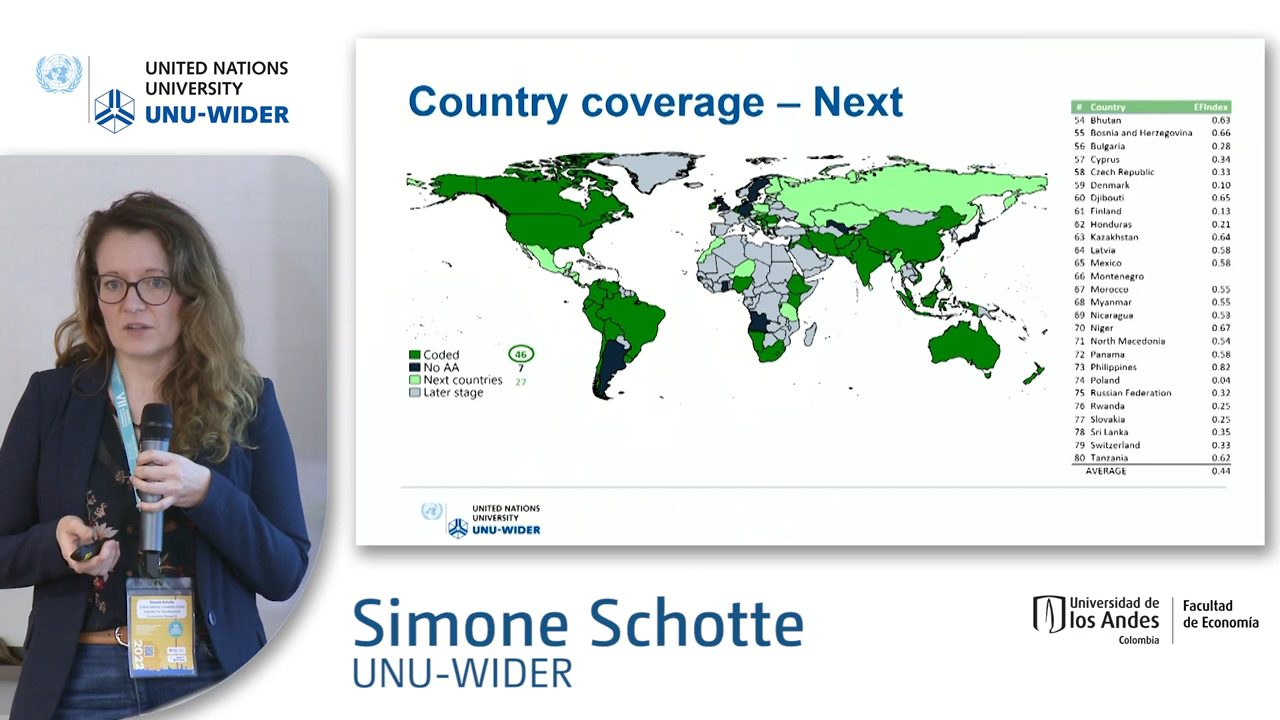 UNITED NATIONS
UNIVERSITY
UNU-WIDER
Country coverage – Next
Coded 46
No AA 7
Next countries 27
Later stage
# Country EFIndex
54 Bhutan 0.63
55 Bosnia and Herzegovina 0.66
56 Bulgaria 0.28
57 Cyprus 0.34
58 Czech Republic 0.33
59 Denmark 0.10
60 Djibouti 0.65
61 Finland 0.13
62 Honduras 0.21
63 Kazakhstan 0.64
64 Latvia 0.58
65 Mexico 0.58
66 Montenegro
67 Morocco 0.55
68 Myanmar 0.55
69 Nicaragua 0.53
70 Niger 0.67
71 North Macedonia 0.54
72 Panama 0.58
73 Philippines 0.82
74 Poland 0.04
75 Russian Federation 0.32
76 Rwanda 0.25
77 Slovakia 0.25
78 Sri Lanka 0.35
79 Switzerland 0.33
80 Tanzania 0.62
AVERAGE 0.44
UNITED NATIONS
UNIVERSITY
UNU-WIDER
VII
Simone Schotte
2022
Simone Schotte
UNU-WIDER
Universidad de
los Andes
Colombia
Facultad
de Economía